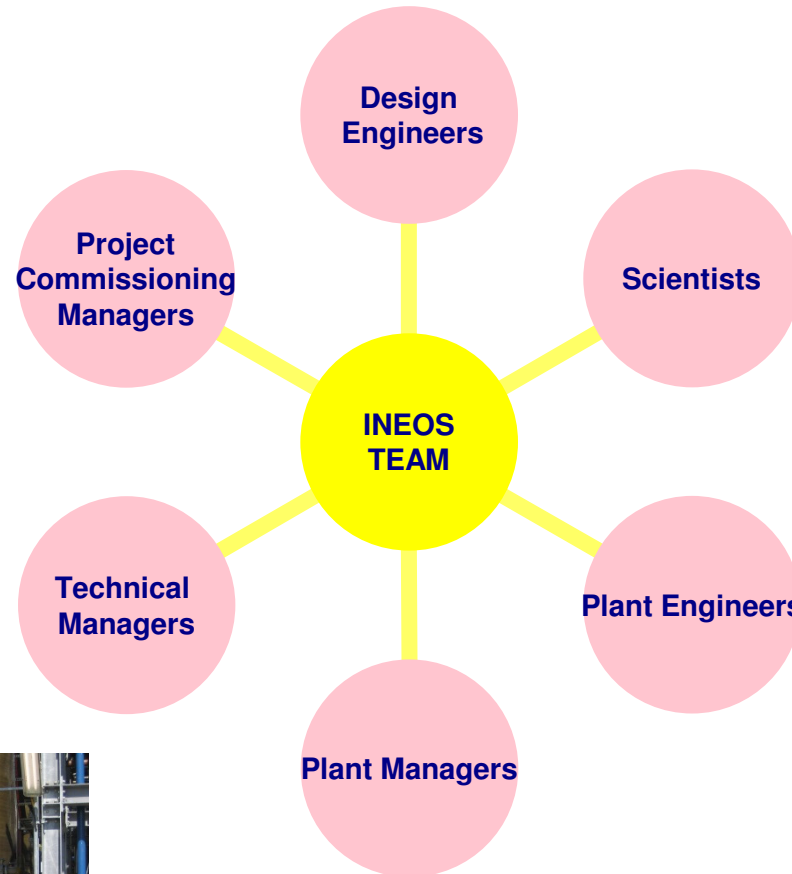 Design
Engineers
Project
Commissioning
Managers
Scientists
INEOS
TEAM
Technical
Managers
Plant Engineers
Plant Managers